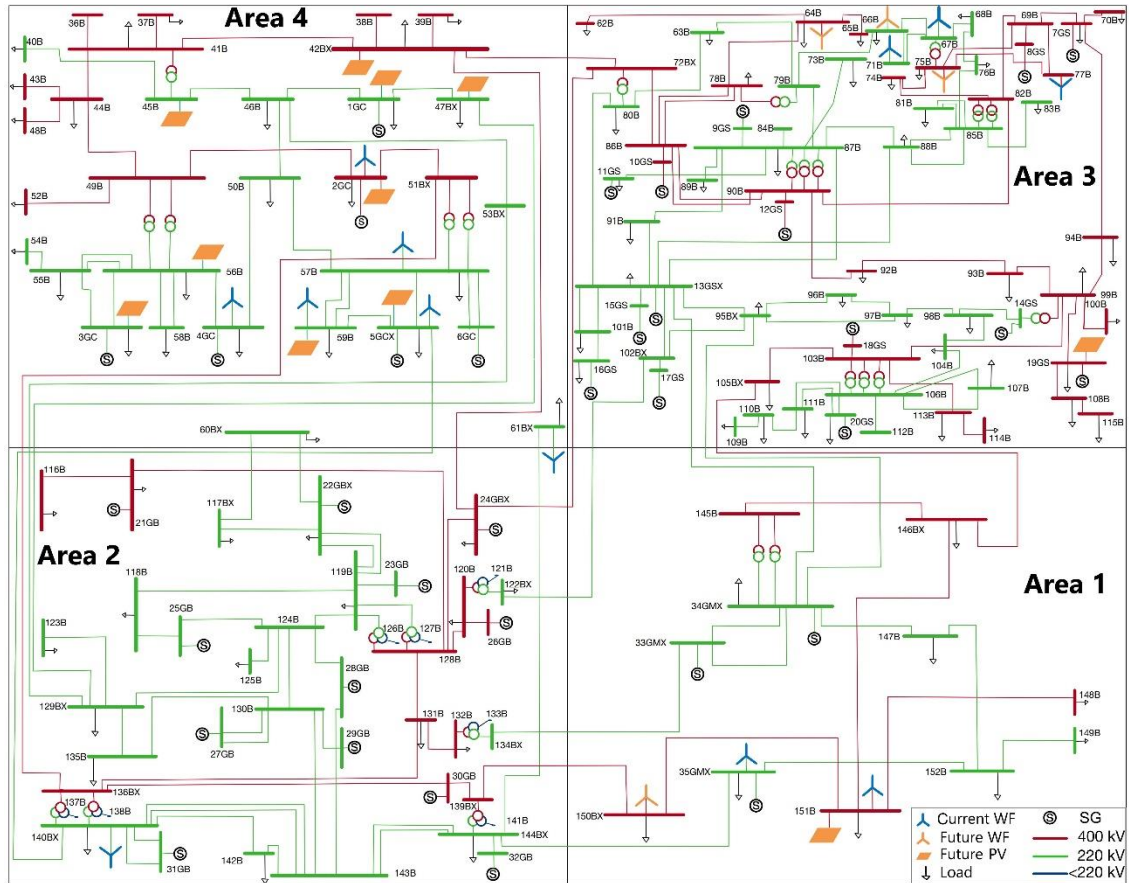 Area 4
36B
37B
38B
39B
40B
41B
42BX
43B
44B
48B
45B
46B
1GC
47BX
49B
50B
2GC
51BX
52B
53BX
54B
55B
56B
57B
3GC
58B
4GC
59B
5GCX
6GC
Area 3
62B
63B
64B
65B
66B
67B
68B
69B
70B
7GS
8GS
71B
72BX
73B
74B
75B
76B
77B
78B
79B
80B
81B
82B
83B
9GS
84B
85B
86B
87B
88B
10GS
11GS
89B
90B
12GS
91B
92B
93B
94B
13GSX
15GS
95BX
96B
97B
98B
14GS
99B
100B
101B
102BX
16GS
17GS
18GS
103B
104B
19GS
105BX
106B
107B
108B
110B
111B
20GS
109B
112B
113B
114B
115B
Area 2
60BX
61BX
116B
21GB
117BX
22GBX
24GBX
118B
119B
23GB
120B
121B
122BX
25GB
123B
124B
126B
127B
26GB
125B
128B
28GB
129BX
130B
131B
132B
133B
134BX
27GB
29GB
135B
136BX
30GB
137B
138B
139BX
140BX
141B
144BX
142B
31GB
143B
32GB
Area 1
145B
146BX
34GMX
33GMX
147B
148B
149B
35GMX
152B
150BX
151B
Current WF
Future WF
Future PV
Load
S SG
400 kV
220 kV
<220 kV